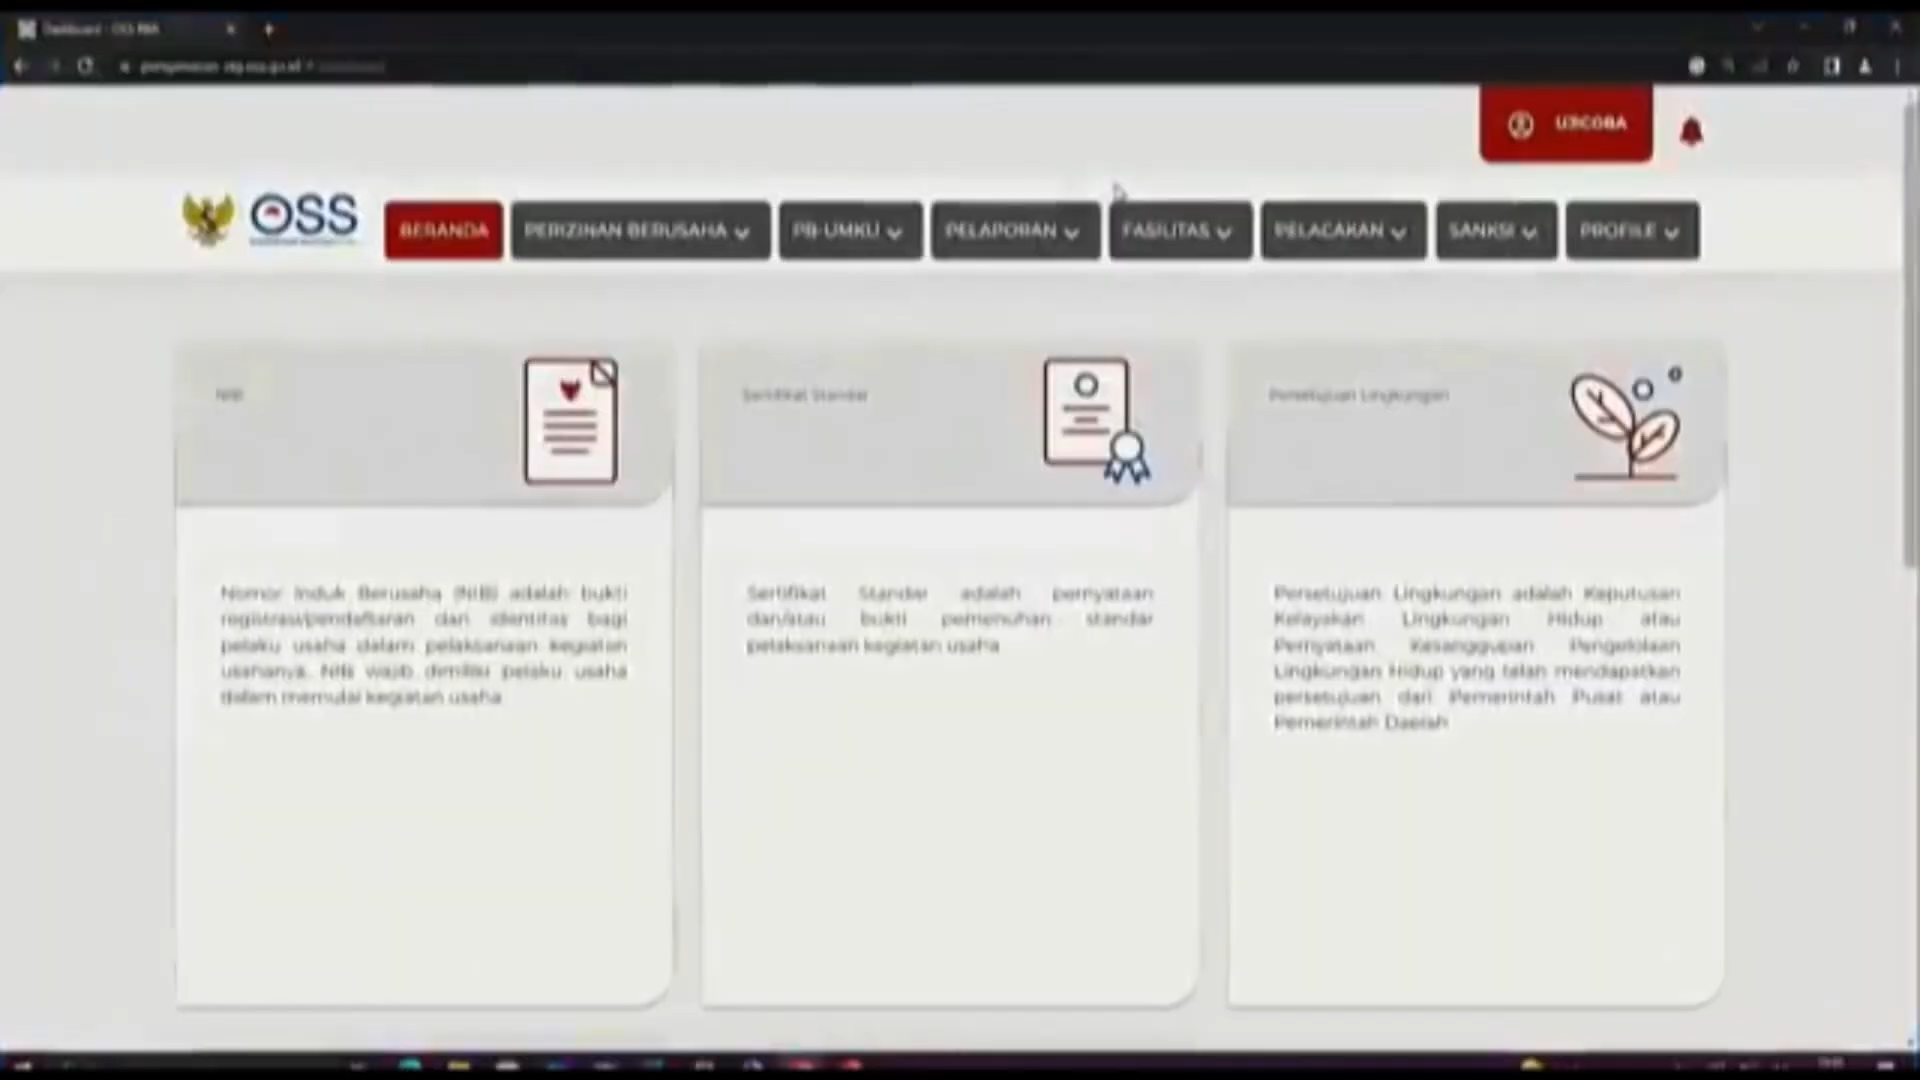 UJICOBA
OSS
BERANDA
PERIZINAN BERUSAHA
PB-UMKU
PELAPORAN
FASILITAS
PELACAKAN
SANKSI
PROFILE
NIB
Sertifikat Standar
Persetujuan Lingkungan
Nomor Induk Berusaha (NIB) adalah bukti
registrasi/pendaftaran dan identitas bagi
pelaku usaha dalam pelaksanaan kegiatan
usahanya. NIB wajib dimiliki pelaku usaha
dalam memulai kegiatan usaha
Sertifikat Standar adalah pernyataan
dan/atau bukti pemenuhan standar
pelaksanaan kegiatan usaha
Persetujuan Lingkungan adalah Keputusan
Kelayakan Lingkungan Hidup atau
Pernyataan Kesanggupan Pengelolaan
Lingkungan Hidup yang telah mendapatkan
persetujuan dari Pemerintah Pusat atau
Pemerintah Daerah